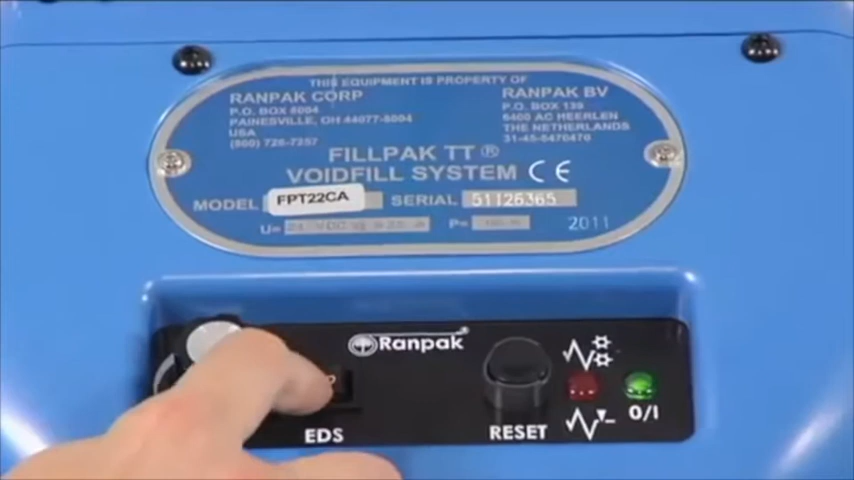 THIS EQUIPMENT IS PROPERTY OF
RANPAK CORP
P.O. BOX 8004
PAINESVILLE, OH 44077-8004
USA
(800) 726-7257
RANPAK BV
P.O. BOX 139
6400 AC HEERLEN
THE NETHERLANDS
31-45-5470470
FILLPAK TT®
VOIDFILL SYSTEM CE
MODEL FPT22CA SERIAL 51126365
U= P= 2011
Ranpak®
EDS
RESET
0/I